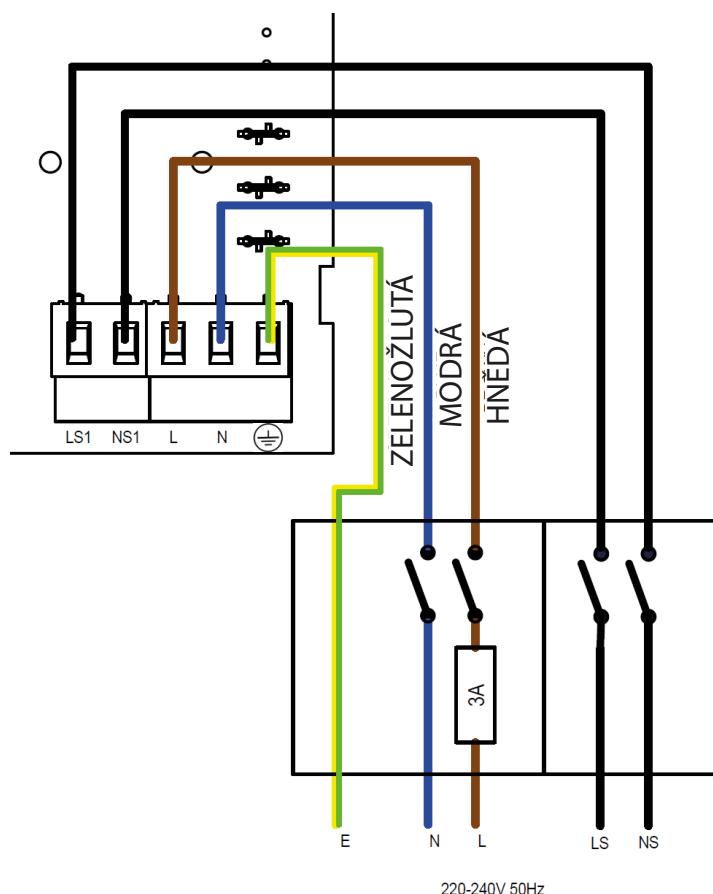 ZELENOŽLUTÁ
MODRÁ
HNĚDÁ
LS1 NS1 L N
3A
E N L LS NS
220-240V 50Hz